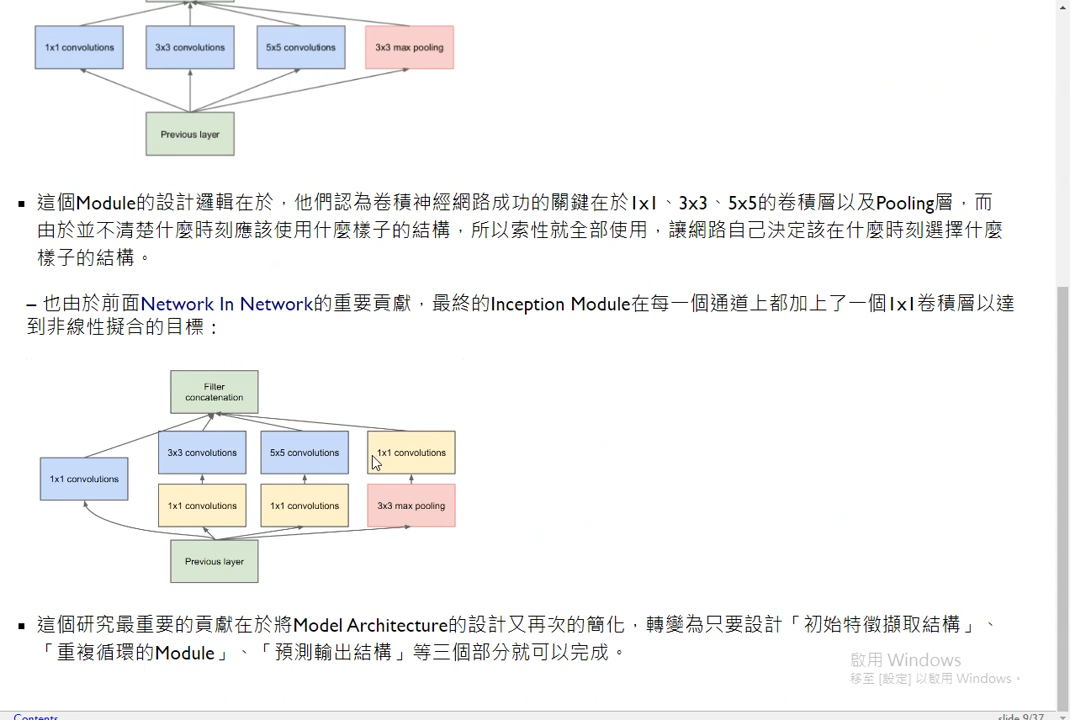 1x1 convolutions 3x3 convolutions 5x5 convolutions 3x3 max pooling
Previous layer
▪ 這個Module的設計邏輯在於，他們認為卷積神經網路成功的關鍵在於1x1、3x3、5x5的卷積層以及Pooling層，而
由於並不清楚什麼時刻應該使用什麼樣子的結構，所以索性就全部使用，讓網路自己決定該在什麼時刻選擇什麼
樣子的結構。
– 也由於前面Network In Network的重要貢獻，最終的Inception Module在每一個通道上都加上了一個1x1卷積層以達
到非線性擬合的目標：
Filter
concatenation
3x3 convolutions 5x5 convolutions 1x1 convolutions
1x1 convolutions
1x1 convolutions 1x1 convolutions 3x3 max pooling
Previous layer
▪ 這個研究最重要的貢獻在於將Model Architecture的設計又再次的簡化，轉變為只要設計「初始特徵擷取結構」、
「重複循環的Module」、「預測輸出結構」等三個部分就可以完成。
啟用 Windows
移至 [設定] 以啟用 Windows。
Contents slide 9/37